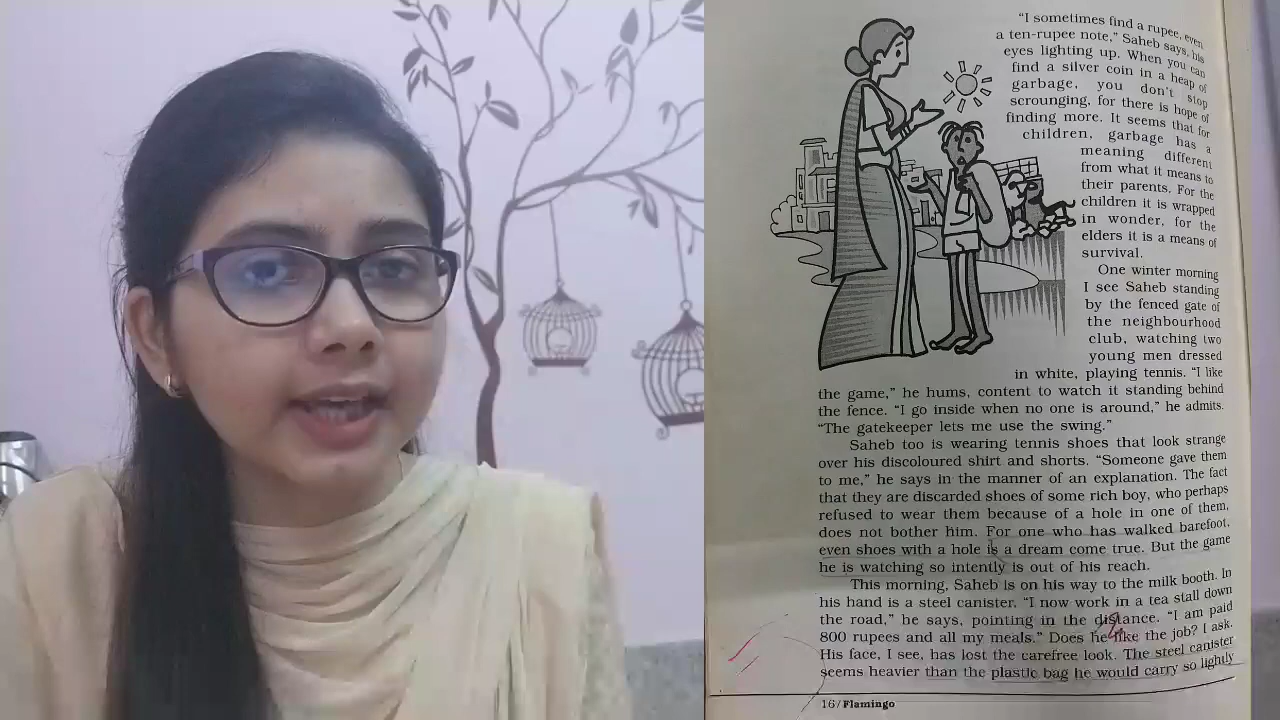 "I sometimes find a rupee, even
a ten-rupee note," Saheb says, his
eyes lighting up. When you can
find a silver coin in a heap of
garbage, you don't stop
scrounging, for there is hope of
finding more. It seems that for
children, garbage has a
meaning different
from what it means to
their parents. For the
children it is wrapped
in wonder, for the
elders it is a means of
survival.
One winter morning
I see Saheb standing
by the fenced gate of
the neighbourhood
club, watching two
young men dressed
in white, playing tennis. "I like
the game," he hums, content to watch it standing behind
the fence. "I go inside when no one is around," he admits.
"The gatekeeper lets me use the swing."
Saheb too is wearing tennis shoes that look strange
over his discoloured shirt and shorts. "Someone gave them
to me," he says in the manner of an explanation. The fact
that they are discarded shoes of some rich boy, who perhaps
refused to wear them because of a hole in one of them,
does not bother him. For one who has walked barefoot,
even shoes with a hole is a dream come true. But the game
he is watching so intently is out of his reach.
This morning, Saheb is on his way to the milk booth. In
his hand is a steel canister. "I now work in a tea stall down
the road," he says, pointing in the distance. "I am paid
800 rupees and all my meals." Does he like the job? I ask.
His face, I see, has lost the carefree look. The steel canister
seems heavier than the plastic bag he would carry so lightly
16/Flamingo